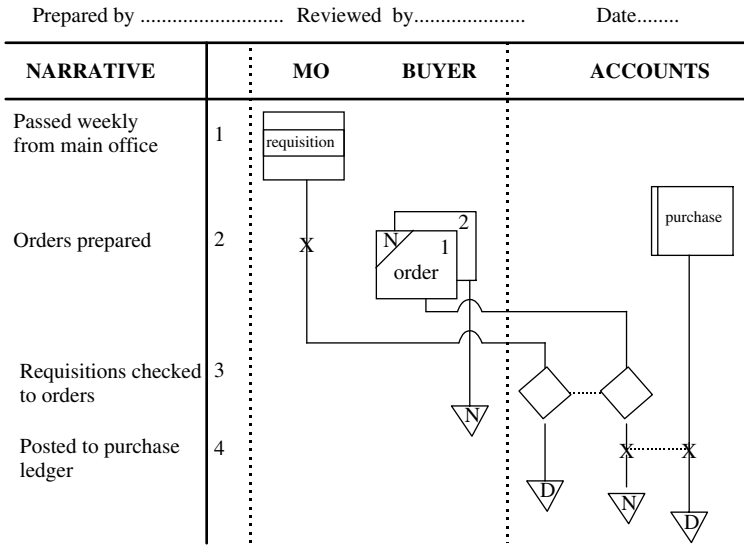 Prepared by .......................... Reviewed by.................... Date........
NARRATIVE MO BUYER ACCOUNTS
Passed weekly
from main office
1
requisition
purchase
Orders prepared
2
X
N
2
1
order
Requisitions checked
to orders
3
N
Posted to purchase
ledger
4
X
X
D
N
D